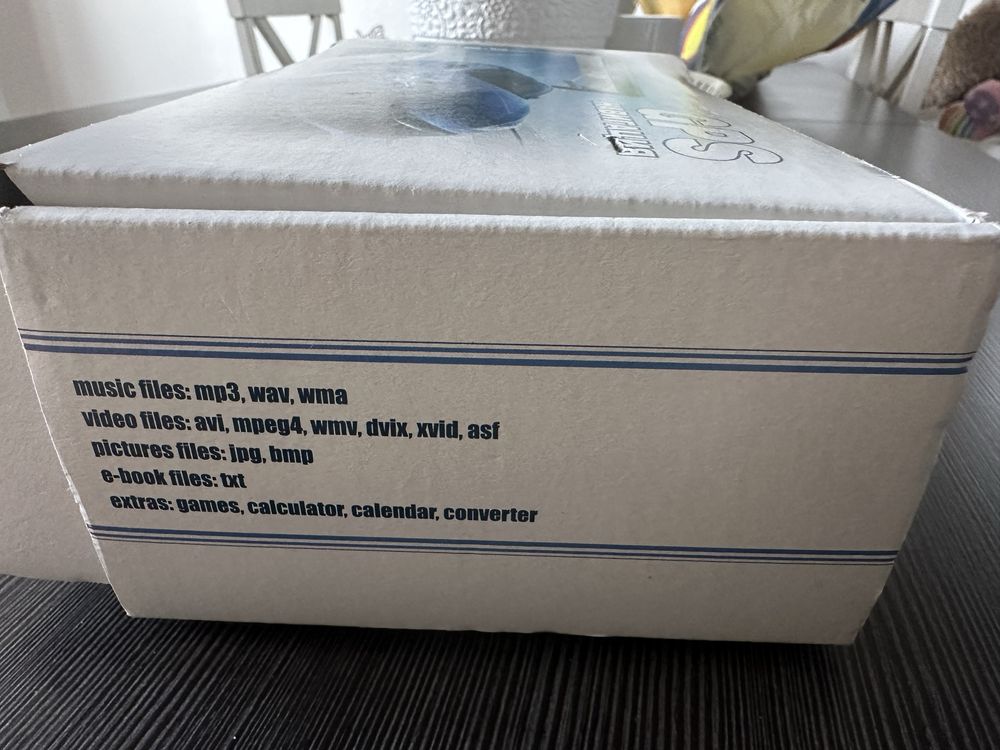 music files: mp3, wav, wma
video files: avi, mpeg4, wmv, dvix, xvid, asf
pictures files: jpg, bmp
e-book files: txt
extras: games, calculator, calendar, converter